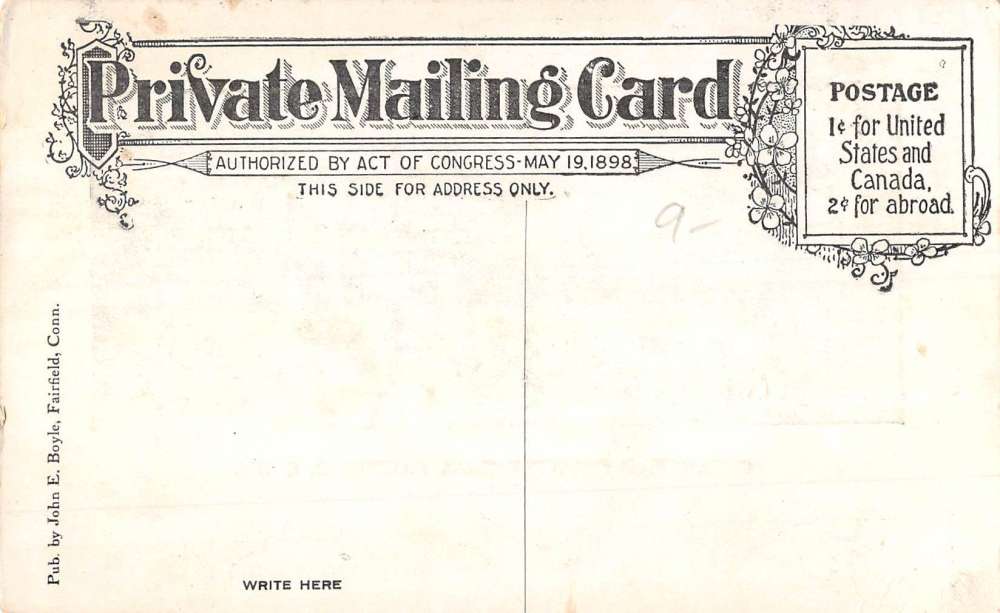 Private Mailing Card
AUTHORIZED BY ACT OF CONGRESS-MAY 19.1898
THIS SIDE FOR ADDRESS ONLY.
POSTAGE
1¢ for United
States and
Canada,
2¢ for abroad.
9-
Pub. by John E. Boyle, Fairfield, Conn.
WRITE HERE